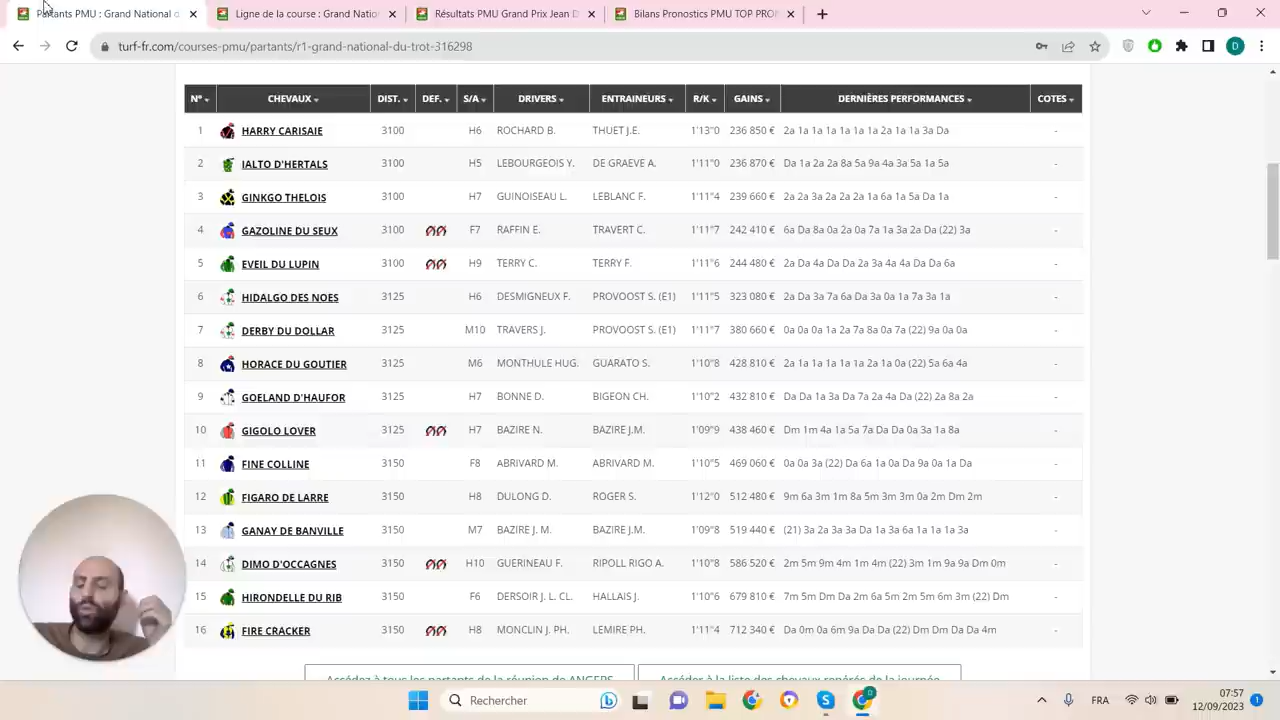 Partants PMU : Grand National d
Ligne de la course : Grand Nation
Résultats PMU Grand Prix Jean D
Bilans Pronostics PMU TOP PRON
turf-fr.com/courses-pmu/partants/r1-grand-national-du-trot-316298
D
N° CHEVAUX DIST. DEF. S/A DRIVERS ENTRAINEURS R/K GAINS DERNIÈRES PERFORMANCES COTES
1 HARRY CARISAIE 3100 H6 ROCHARD B. THUET J.E. 1'13"0 236 850 € 2a 1a 1a 1a 1a 1a 1a 2a 1a 1a 3a Da -
2 IALTO D'HERTALS 3100 H5 LEBOURGEOIS Y. DE GRAEVE A. 1'11"0 236 870 € Da 1a 2a 2a 8a 5a 9a 4a 3a 5a 1a 5a -
3 GINKGO THELOIS 3100 H7 GUINOISEAU L. LEBLANC F. 1'11"4 239 660 € 2a 2a 3a 2a 2a 2a 1a 6a 1a 5a Da 1a -
4 GAZOLINE DU SEUX 3100 F7 RAFFIN E. TRAVERT C. 1'11"7 242 410 € 6a Da 8a 0a 2a 0a 7a 1a 3a 2a Da (22) 3a -
5 EVEIL DU LUPIN 3100 H9 TERRY C. TERRY F. 1'11"6 244 480 € 2a Da 4a Da Da 2a 3a 4a 4a Da Da 6a -
6 HIDALGO DES NOES 3125 H6 DESMIGNEUX F. PROVOOST S. (E1) 1'11"5 323 080 € 2a Da 3a 7a 6a Da 3a 0a 1a 7a 3a 1a -
7 DERBY DU DOLLAR 3125 M10 TRAVERS J. PROVOOST S. (E1) 1'11"7 380 660 € 0a 0a 0a 1a 2a 7a 8a 0a 7a (22) 9a 0a 0a -
8 HORACE DU GOUTIER 3125 M6 MONTHULE HUG. GUARATO S. 1'10"8 428 810 € 2a 1a 1a 1a 1a 1a 2a 1a 0a (22) 5a 6a 4a -
9 GOELAND D'HAUFOR 3125 H7 BONNE D. BIGEON CH. 1'10"2 432 810 € Da Da 1a 3a Da 7a 2a 4a Da (22) 2a 8a 2a -
10 GIGOLO LOVER 3125 H7 BAZIRE N. BAZIRE J.M. 1'09"9 438 460 € Dm 1m 4a 1a 5a 7a Da Da 0a 3a 1a 8a -
11 FINE COLLINE 3150 F8 ABRIVARD M. ABRIVARD M. 1'10"5 469 060 € 0a 0a 3a (22) Da 6a 1a 0a Da 9a 0a 1a Da -
12 FIGARO DE LARRE 3150 H8 DULONG D. ROGER S. 1'12"0 512 480 € 9m 6a 3m 1m 8a 5m 3m 3m 0a 2m Dm 2m -
13 GANAY DE BANVILLE 3150 M7 BAZIRE J. M. BAZIRE J.M. 1'09"8 519 440 € (21) 3a 2a 3a 3a Da 1a 3a 6a 1a 1a 1a 3a -
14 DIMO D'OCCAGNES 3150 H10 GUERINEAU F. RIPOLL RIGO A. 1'10"8 586 520 € 2m 5m 9m 4m 1m 4m (22) 3m 1m 9a 9a Dm 0m -
15 HIRONDELLE DU RIB 3150 F6 DERSOIR J. L. CL. HALLAIS J. 1'10"6 679 810 € 7m 5m Dm Da 2m 6a 5m 2m 5m 6m 3m (22) Dm -
16 FIRE CRACKER 3150 H8 MONCLIN J. PH. LEMIRE PH. 1'11"4 712 340 € Da 0m 0a 6m 9a Da Da (22) Dm Dm Da Da 4m -
Accédez à tous les partants de la réunion de ANGERS
Accéder à la liste des chevaux repérés de la journée
Rechercher
FRA
07:57
12/09/2023